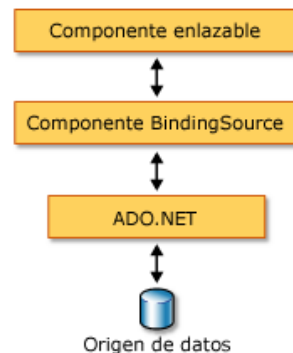 Componente enlazable
Componente BindingSource
ADO.NET
Origen de datos